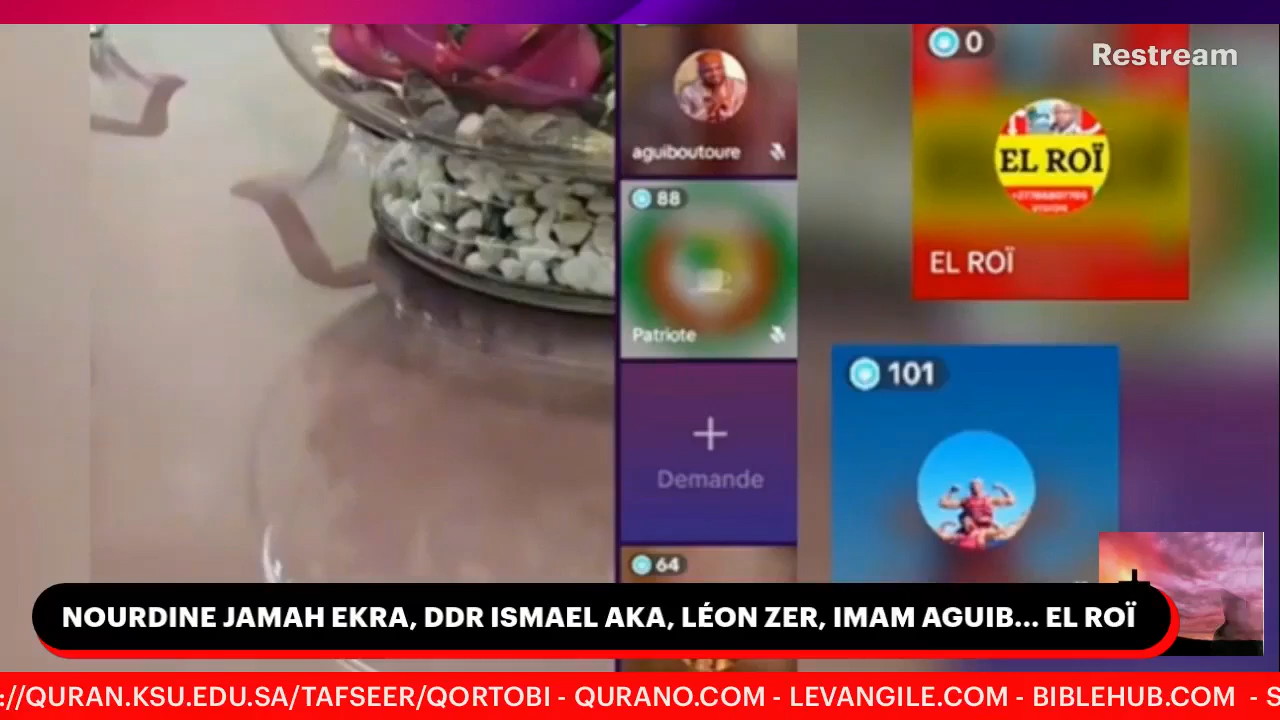 0
Restream
aguiboutoure
EL ROÏ
88
EL ROÏ
Patriote
101
Demande
64
NOURDINE JAMAH EKRA, DDR ISMAEL AKA, LÉON ZER, IMAM AGUIB... EL ROÏ
://QURAN.KSU.EDU.SA/TAFSEER/QORTOBI - QURANO.COM - LEVANGILE.COM - BIBLEHUB.COM - S